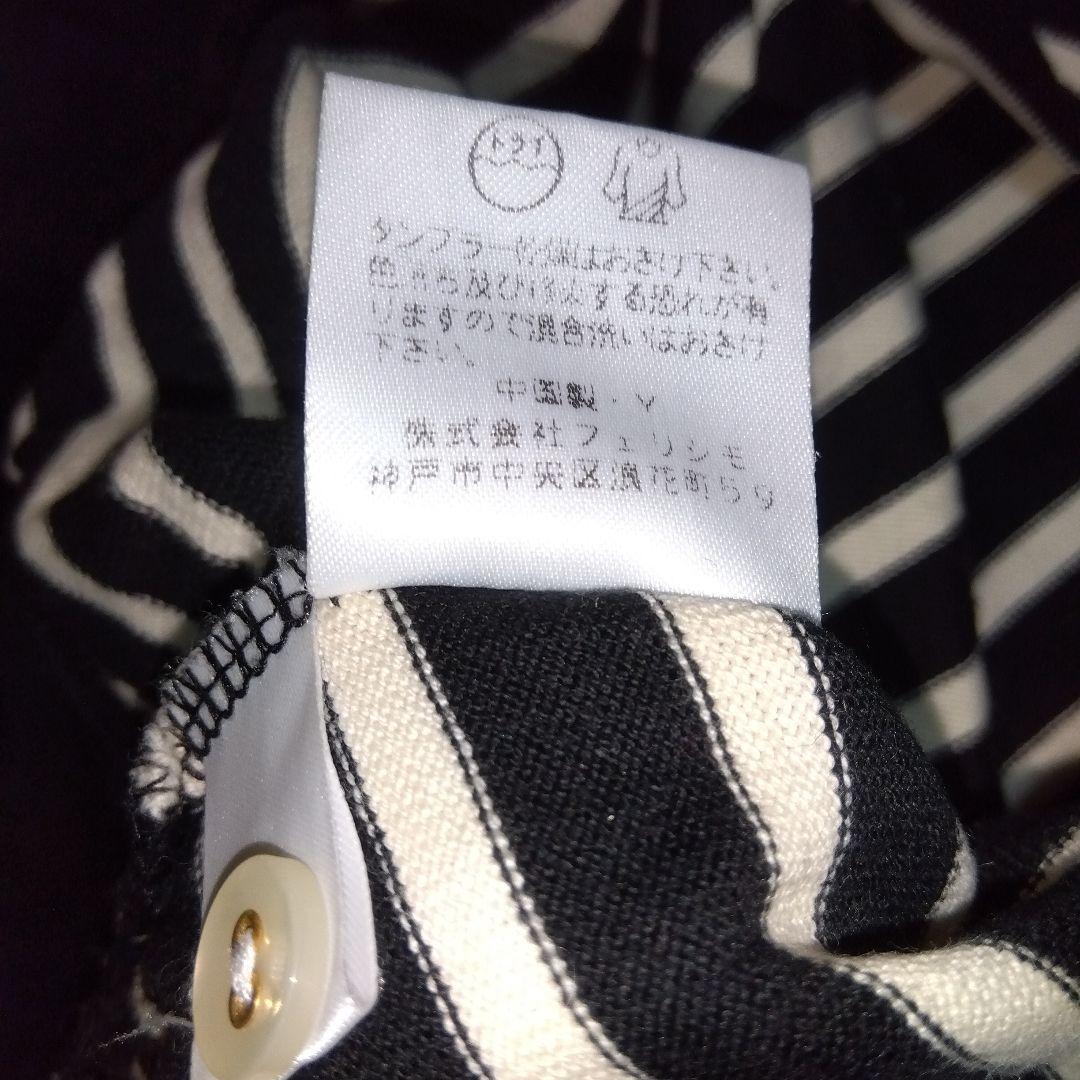 ドライ
タンブラー乾燥はおさけ下さい。
色落ち及び移染する恐れが有
りますので混合洗いはおさけ
下さい。
中国製・Y
株式会社フェリシモ
神戸市中央区浪花町59